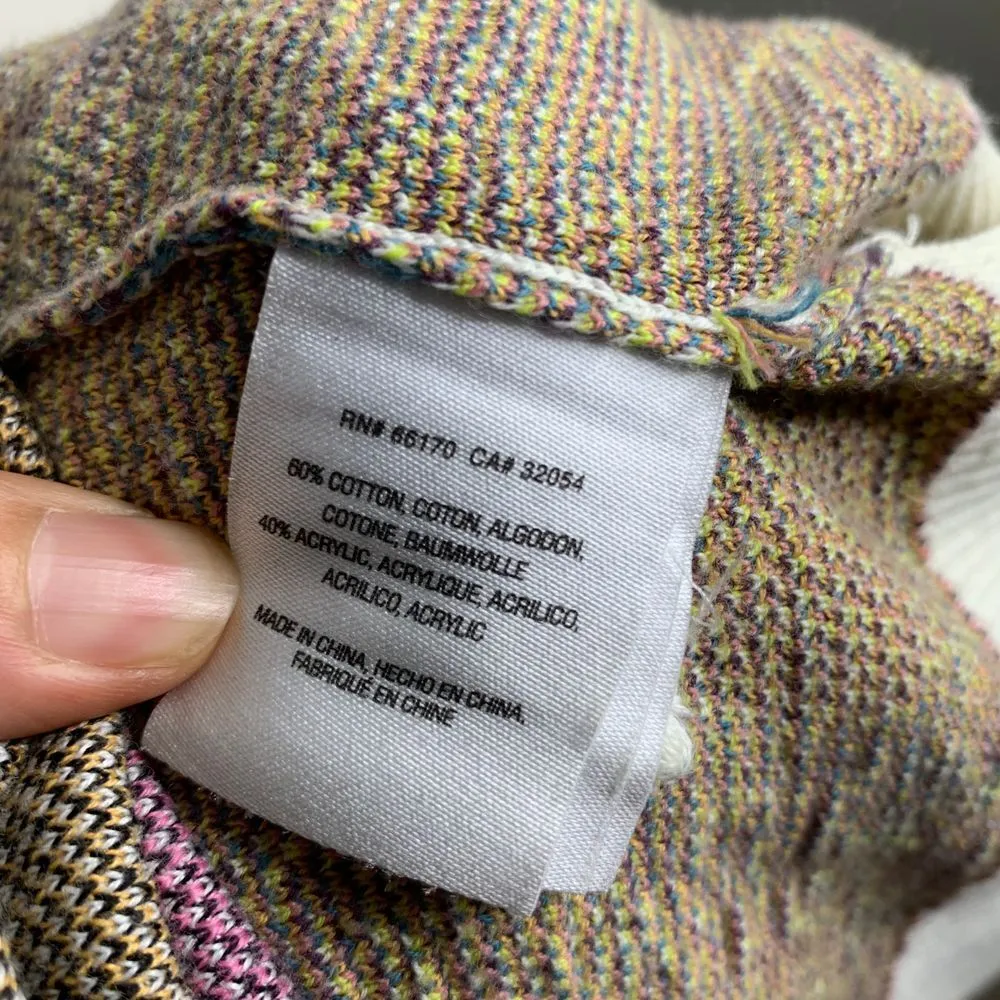 RN# 66170 CA# 32054
60% COTTON, COTON, ALGODON,
COTONE, BAUMWOLLE
40% ACRYLIC, ACRYLIQUE, ACRILICO,
ACRILICO, ACRYLIC
MADE IN CHINA, HECHO EN CHINA,
FABRIQUÉ EN CHINE